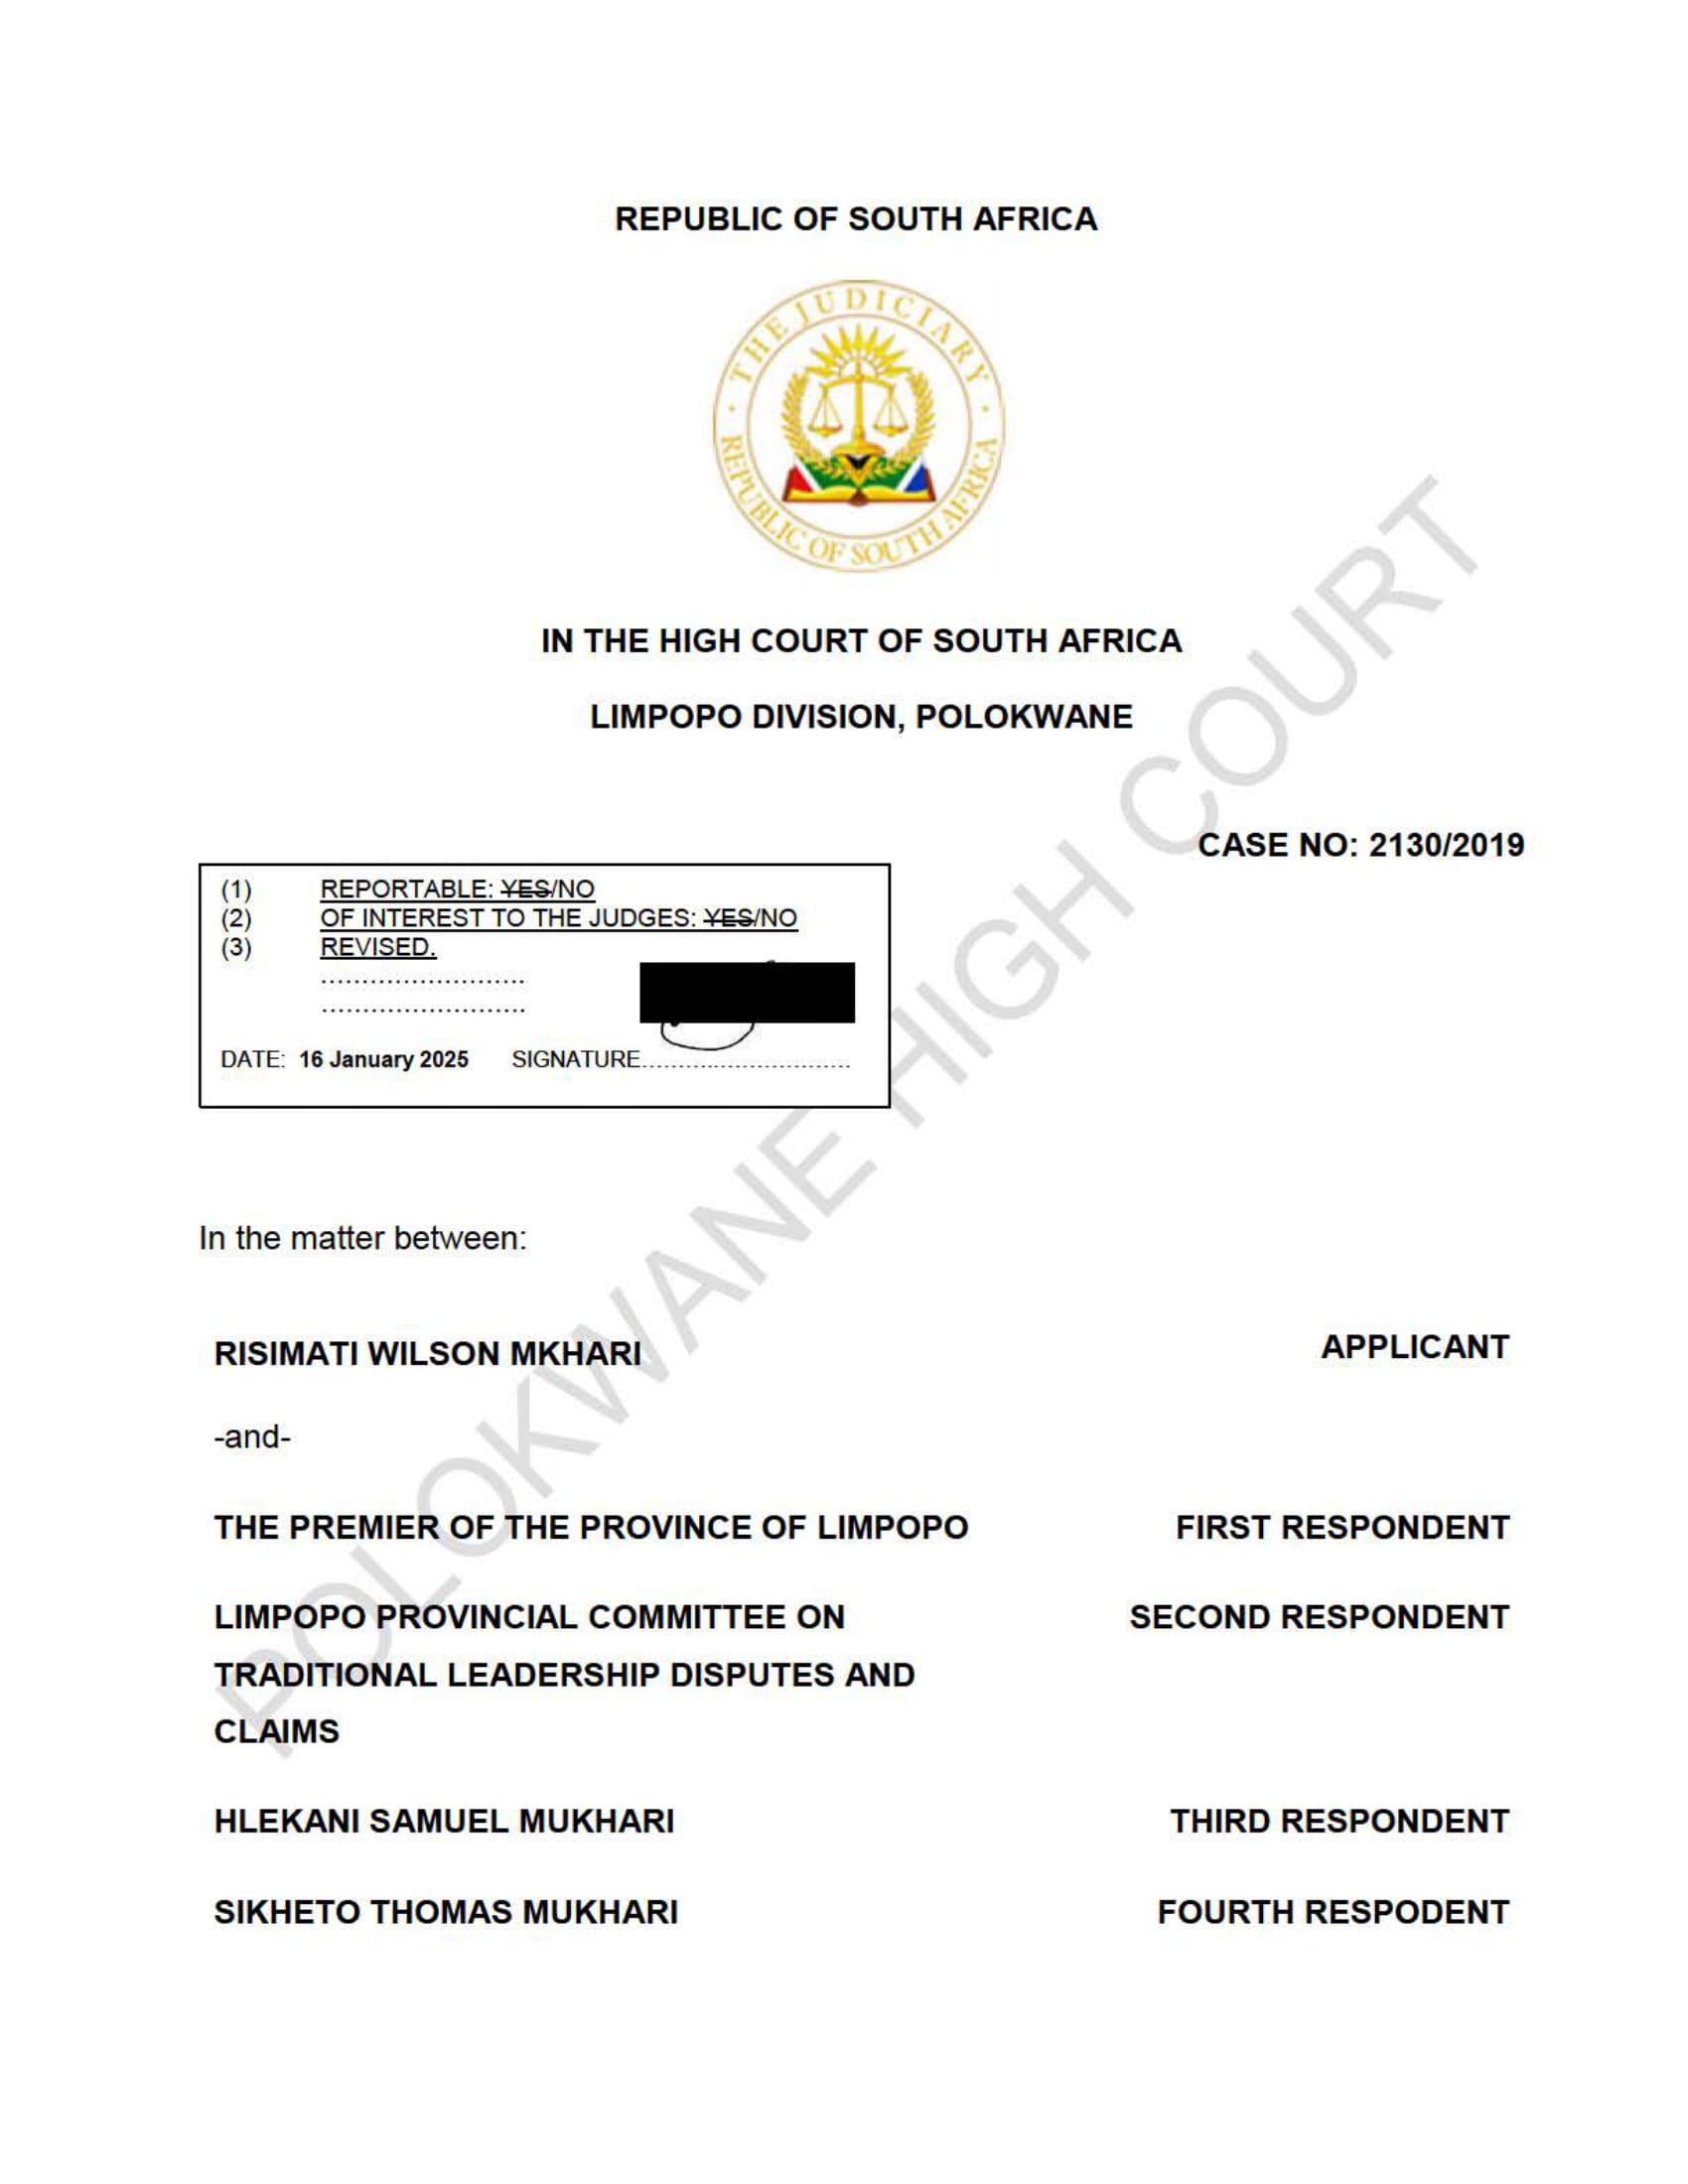 REPUBLIC OF SOUTH AFRICA
· THE JUDICIARY ·
REPUBLIC OF SOUTH AFRICA
IN THE HIGH COURT OF SOUTH AFRICA
LIMPOPO DIVISION, POLOKWANE
CASE NO: 2130/2019
(1) REPORTABLE: YES/NO
(2) OF INTEREST TO THE JUDGES: YES/NO
(3) REVISED.
.........................
.........................
DATE: 16 January 2025 SIGNATURE.............................
In the matter between:
RISIMATI WILSON MKHARI APPLICANT
-and-
THE PREMIER OF THE PROVINCE OF LIMPOPO FIRST RESPONDENT
LIMPOPO PROVINCIAL COMMITTEE ON SECOND RESPONDENT
TRADITIONAL LEADERSHIP DISPUTES AND
CLAIMS
HLEKANI SAMUEL MUKHARI THIRD RESPONDENT
SIKHETO THOMAS MUKHARI FOURTH RESPODENT
POLOKWANE HIGH COURT